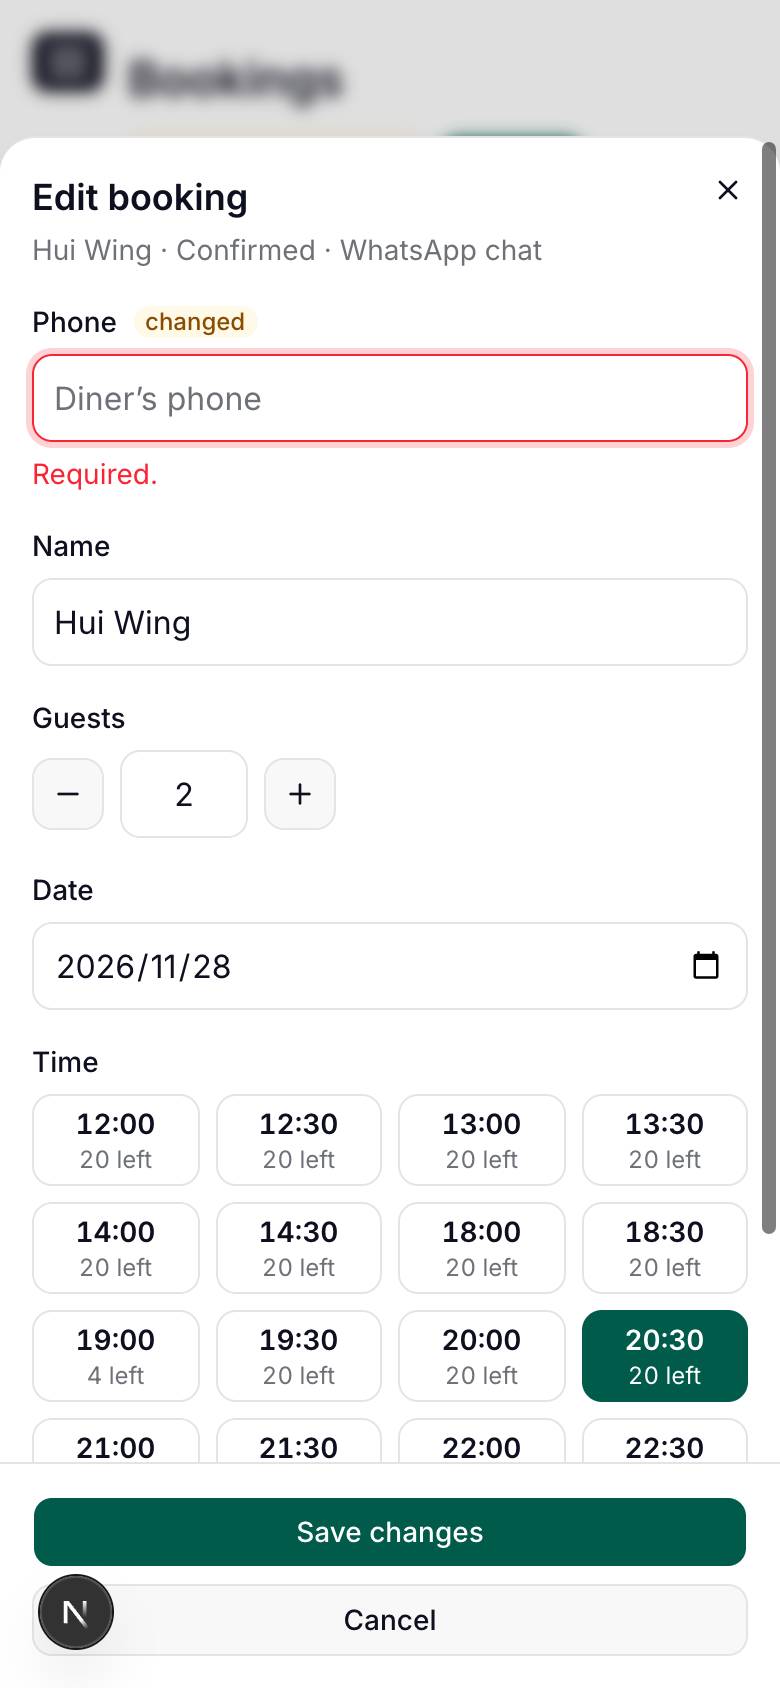 Bookings
Edit booking
Hui Wing · Confirmed · WhatsApp chat
Phone changed
Diner’s phone
Required.
Name
Hui Wing
Guests
− 2 +
Date
2026/11/28
Time
12:00 12:30 13:00 13:30
20 left 20 left 20 left 20 left
14:00 14:30 18:00 18:30
20 left 20 left 20 left 20 left
19:00 19:30 20:00 20:30
4 left 20 left 20 left 20 left
21:00 21:30 22:00 22:30
Save changes
N
Cancel